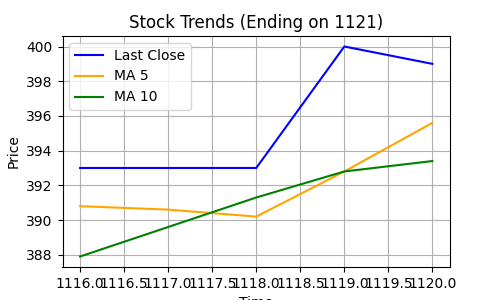 Stock Trends (Ending on 1121)
Last Close
MA 5
MA 10
Price
400
398
396
394
392
390
388
1116.0 1116.5 1117.0 1117.5 1118.0 1118.5 1119.0 1119.5 1120.0
Time